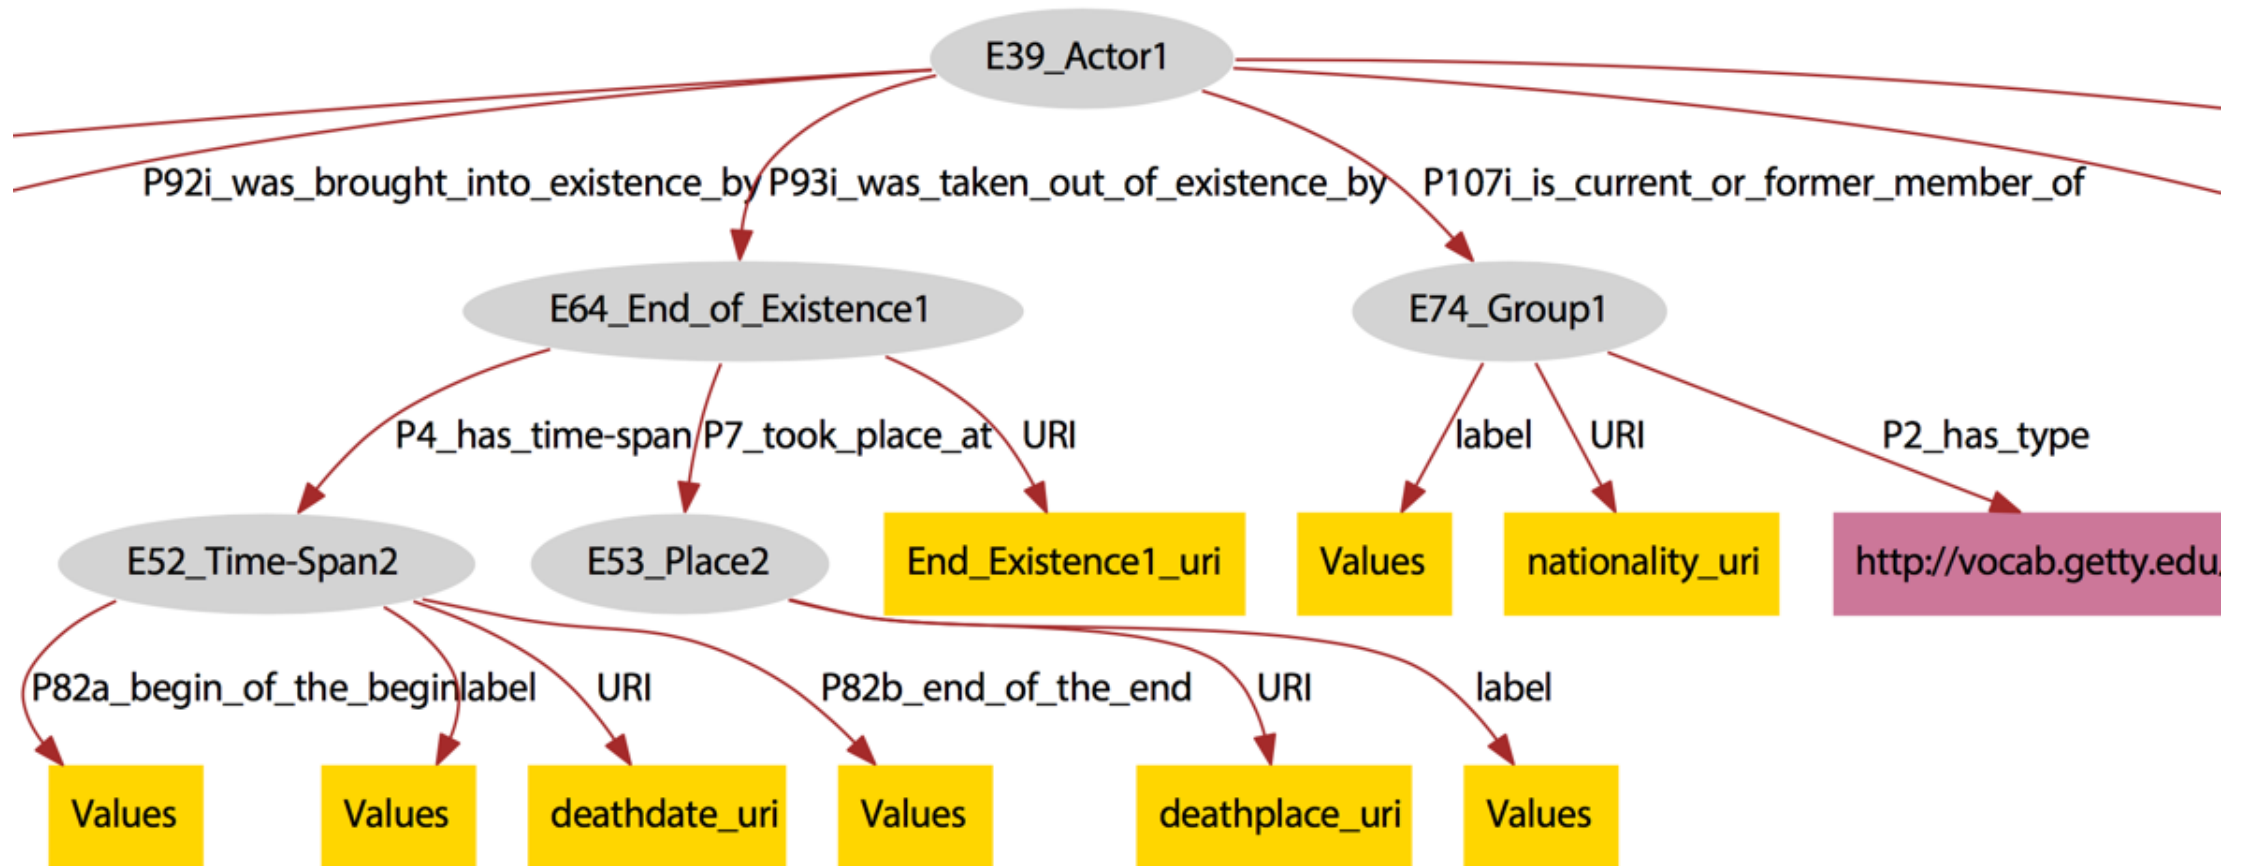 E39_Actor1
P92i_was_brought_into_existence_by P93i_was_taken_out_of_existence_by P107i_is_current_or_former_member_of
E64_End_of_Existence1 E74_Group1
P4_has_time-span P7_took_place_at URI label URI P2_has_type
E52_Time-Span2 E53_Place2 End_Existence1_uri Values nationality_uri http://vocab.getty.edu/
P82a_begin_of_the_begin label URI P82b_end_of_the_end URI label
Values Values deathdate_uri Values deathplace_uri Values